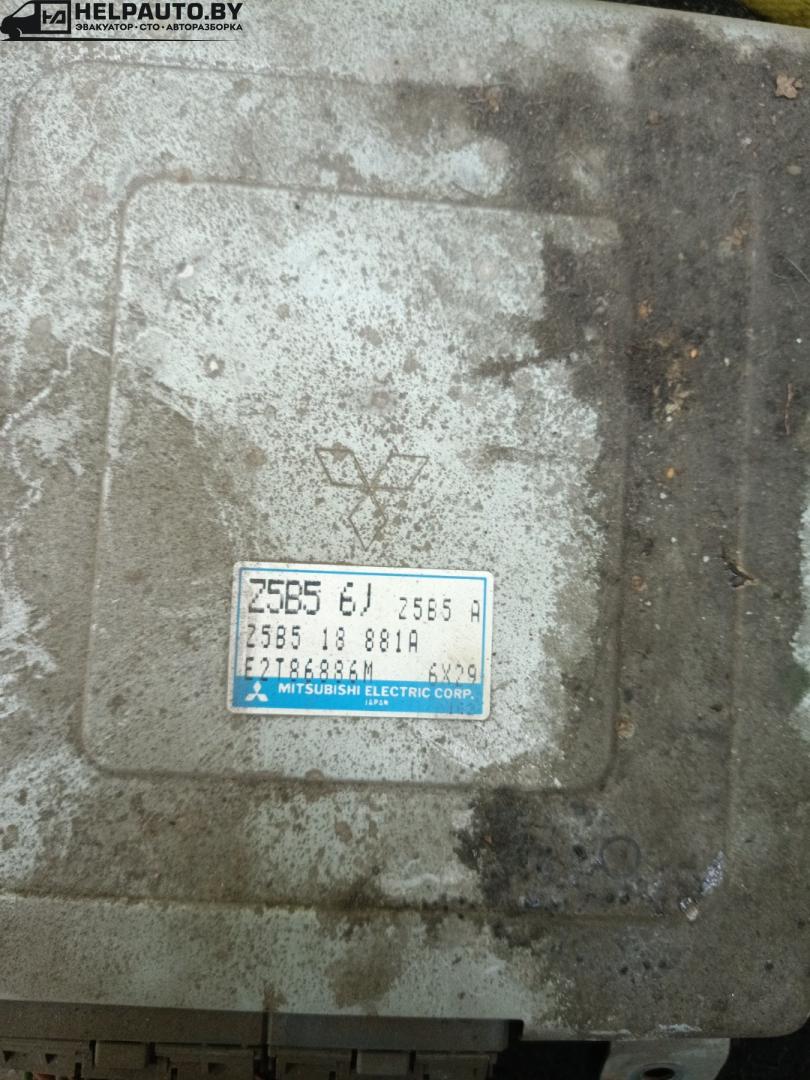 HELPAUTO.BY
ЭВАКУАТОР • СТО • АВТОРАЗБОРКА
Z5B5 6J Z5B5 A
Z5B5 18 881A
E2T86886M 6X29
MITSUBISHI ELECTRIC CORP.
JAPAN